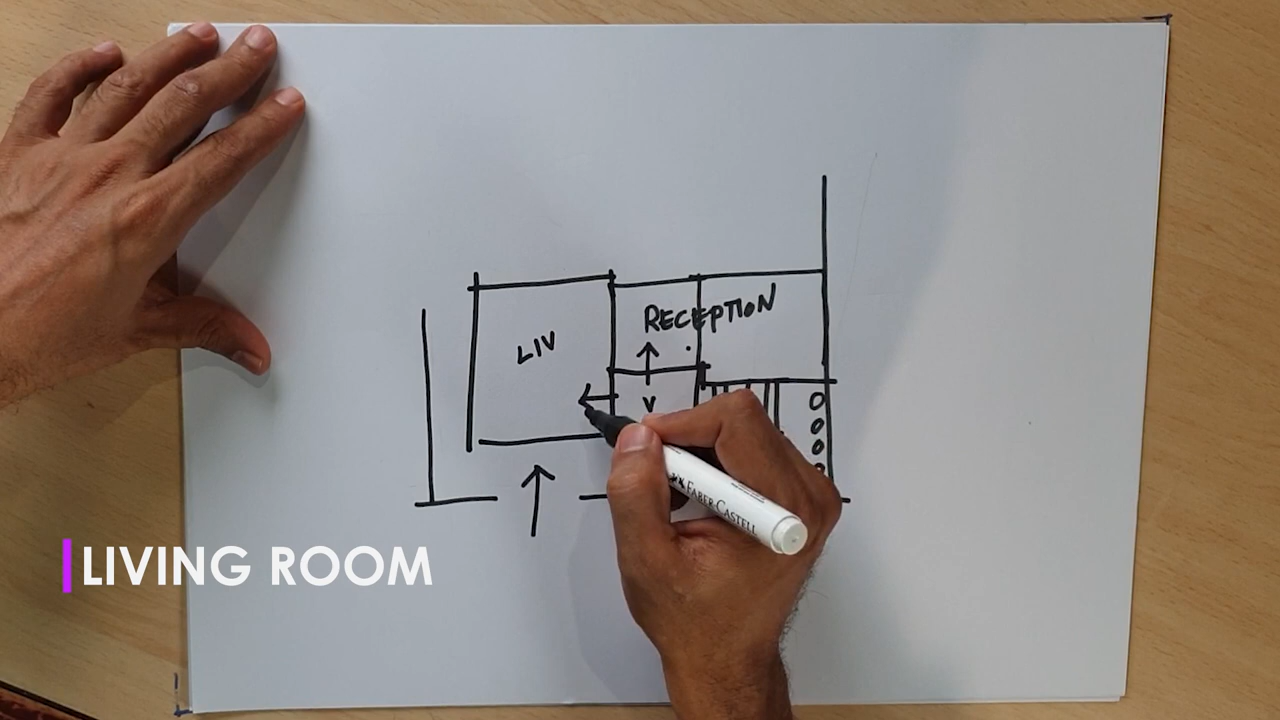 RECEPTION
LIV
V
FABER CASTELL
LIVING ROOM